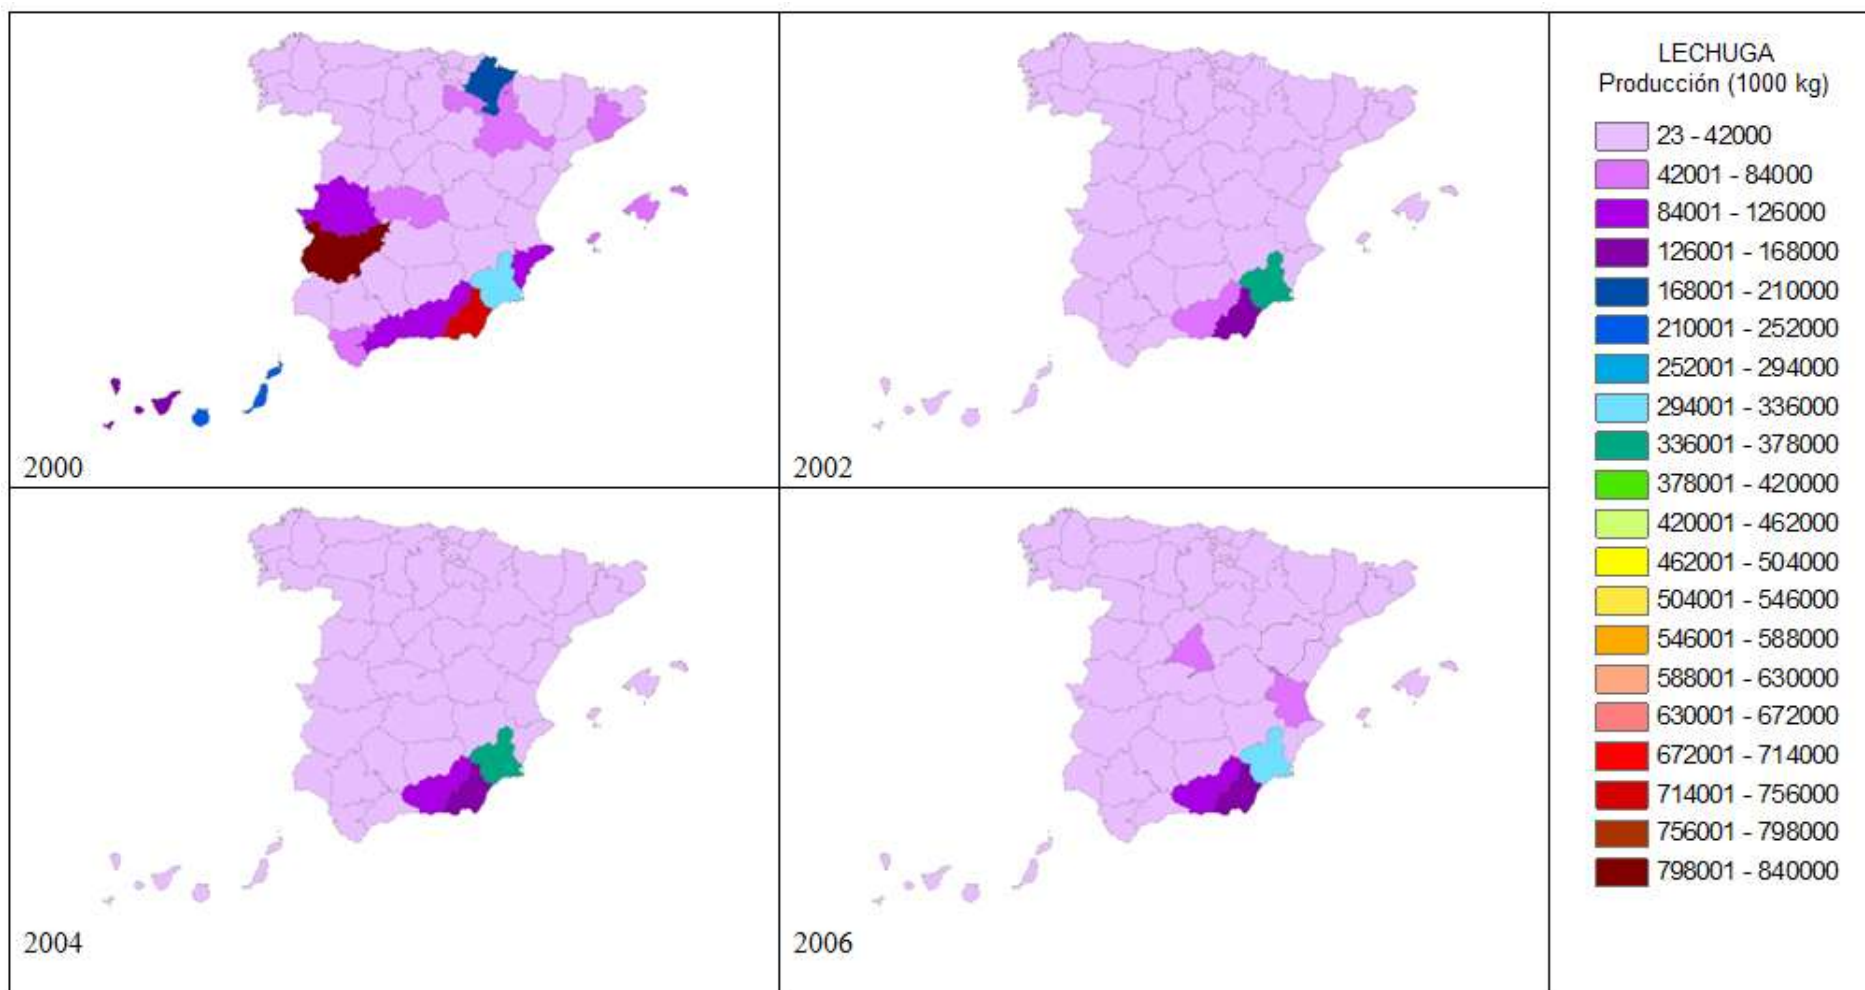 2000
2002
2004
2006
LECHUGA
Producción (1000 kg)
23 - 42000
42001 - 84000
84001 - 126000
126001 - 168000
168001 - 210000
210001 - 252000
252001 - 294000
294001 - 336000
336001 - 378000
378001 - 420000
420001 - 462000
462001 - 504000
504001 - 546000
546001 - 588000
588001 - 630000
630001 - 672000
672001 - 714000
714001 - 756000
756001 - 798000
798001 - 840000